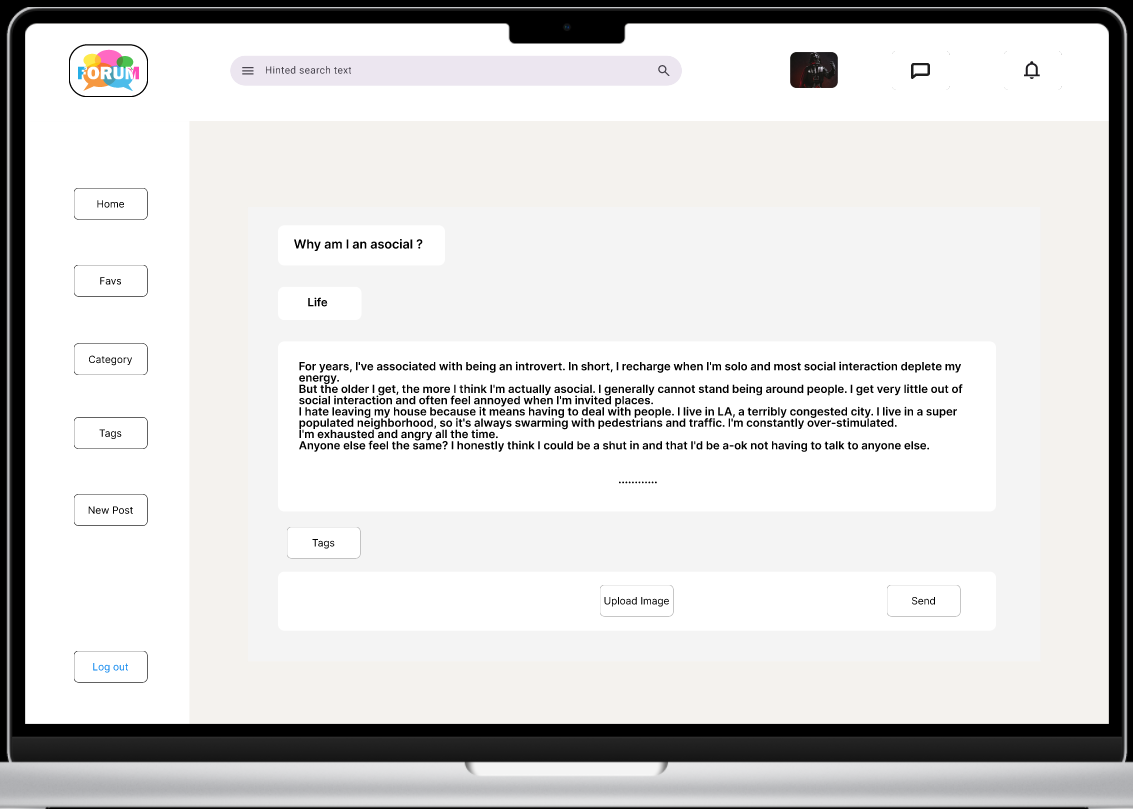 FORUM
Hinted search text
Home
Favs
Category
Tags
New Post
Log out
Why am I an asocial ?
Life
For years, I've associated with being an introvert. In short, I recharge when I'm solo and most social interaction deplete my
energy.
But the older I get, the more I think I'm actually asocial. I generally cannot stand being around people. I get very little out of
social interaction and often feel annoyed when I'm invited places.
I hate leaving my house because it means having to deal with people. I live in LA, a terribly congested city. I live in a super
populated neighborhood, so it's always swarming with pedestrians and traffic. I'm constantly over-stimulated.
I'm exhausted and angry all the time.
Anyone else feel the same? I honestly think I could be a shut in and that I'd be a-ok not having to talk to anyone else.
............
Tags
Upload Image
Send